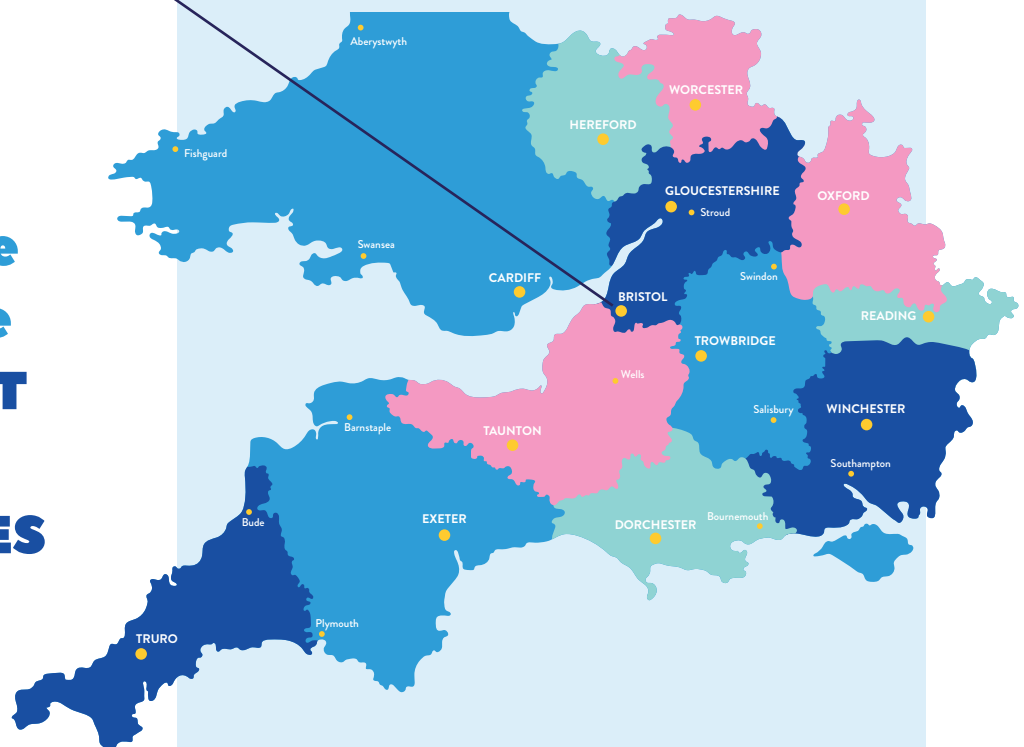 Aberystwyth
WORCESTER
HEREFORD
Fishguard
GLOUCESTERSHIRE
OXFORD
Stroud
e
Swansea
CARDIFF
Swindon
BRISTOL
READING
e
TROWBRIDGE
Wells
T
Salisbury
WINCHESTER
Barnstaple
TAUNTON
Southampton
EXETER
Bournemouth
Bude
DORCHESTER
ES
Plymouth
TRURO